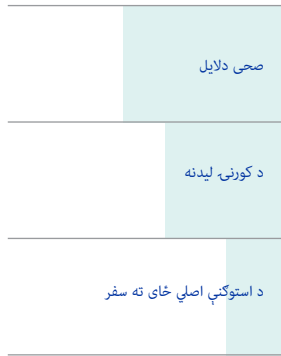 صحی دلایل
د کورنۍ لیدنه
د استوګنې اصلي ځای ته سفر